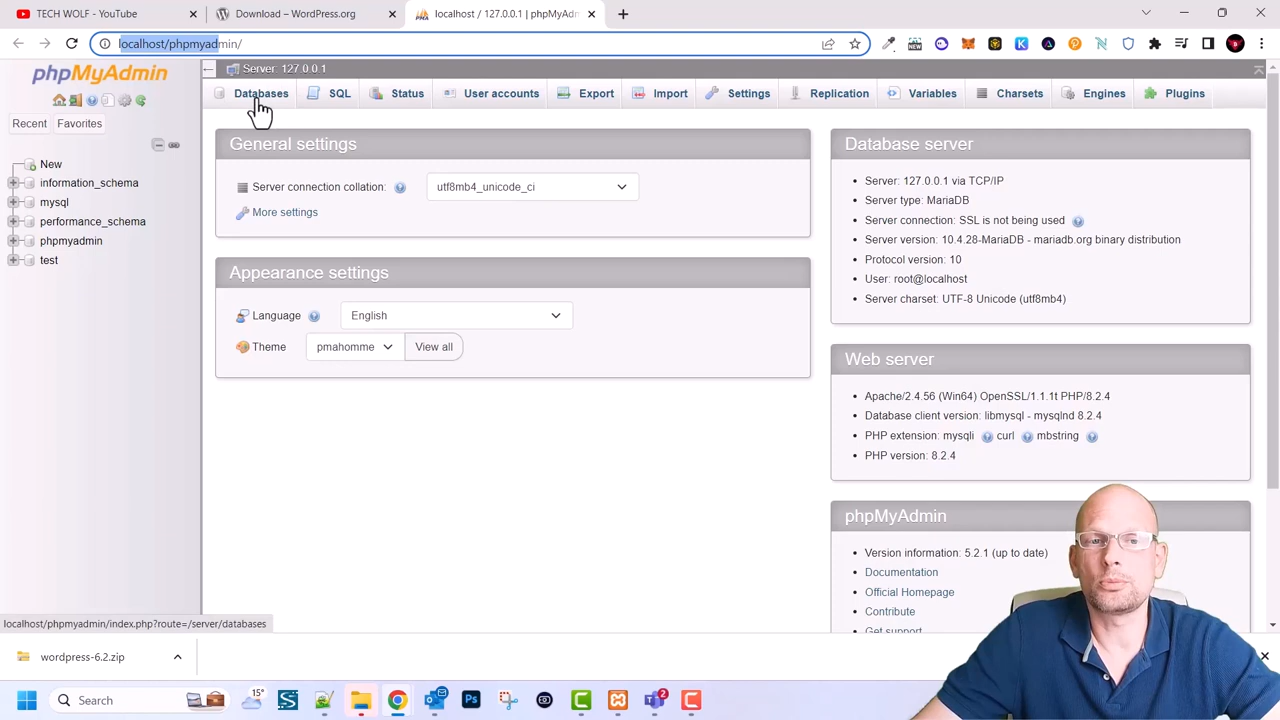 TECH WOLF - YouTube
Download – WordPress.org
localhost / 127.0.0.1 | phpMyAdm
localhost/phpmyadmin/
phpMyAdmin
Recent
Favorites
New
information_schema
mysql
performance_schema
phpmyadmin
test
Server: 127.0.0.1
Databases
SQL
Status
User accounts
Export
Import
Settings
Replication
Variables
Charsets
Engines
Plugins
General settings
Server connection collation:
utf8mb4_unicode_ci
More settings
Appearance settings
Language
English
Theme
pmahomme
View all
Database server
Server: 127.0.0.1 via TCP/IP
Server type: MariaDB
Server connection: SSL is not being used
Server version: 10.4.28-MariaDB - mariadb.org binary distribution
Protocol version: 10
User: root@localhost
Server charset: UTF-8 Unicode (utf8mb4)
Web server
Apache/2.4.56 (Win64) OpenSSL/1.1.1t PHP/8.2.4
Database client version: libmysql - mysqlnd 8.2.4
PHP extension: mysqli curl mbstring
PHP version: 8.2.4
phpMyAdmin
Version information: 5.2.1 (up to date)
Documentation
Official Homepage
Contribute
Get support
localhost/phpmyadmin/index.php?route=/server/databases
wordpress-6.2.zip
Search
15°
2